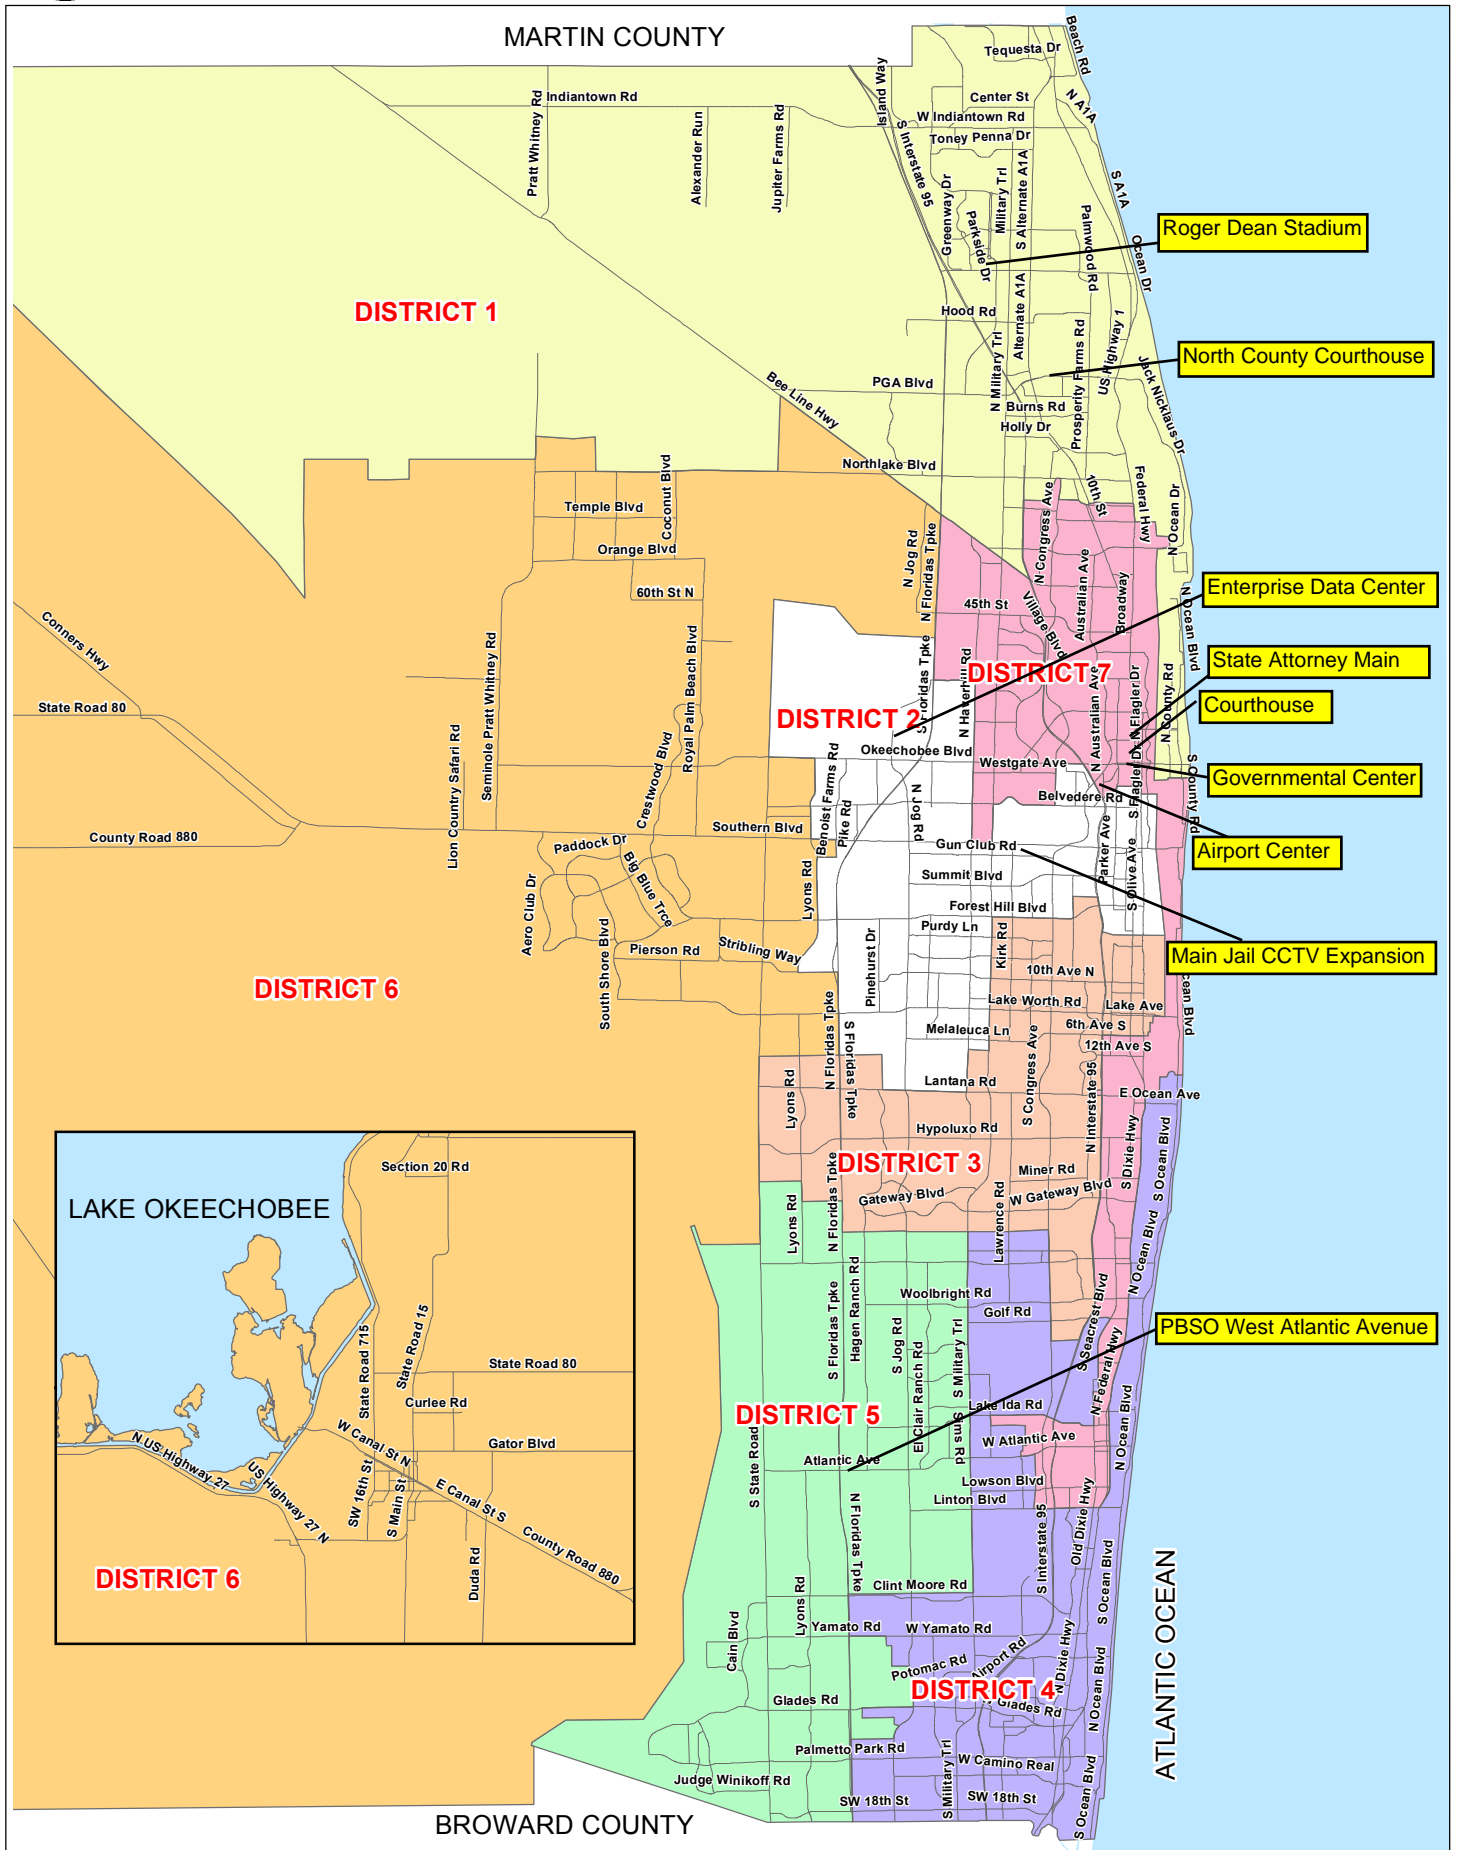 MARTIN COUNTY
Beach Rd
Tequesta Dr
Island Way
Indiantown Rd
Pratt Whitney Rd
Center St
N A1A
Alexander Run
Jupiter Farms Rd
W Indiantown Rd
Toney Penna Dr
S Interstate 95
Military Trl
S Alternate A1A
S A1A
Greenway Dr
Parkside Dr
Palmwood Rd
Roger Dean Stadium
Ocean Dr
Alternate A1A
DISTRICT 1
Hood Rd
N Military Trl
Prosperity Farms Rd
US Highway 1
North County Courthouse
Jack Nicklaus Dr
PGA Blvd
Bee Line Hwy
Burns Rd
Holly Dr
Northlake Blvd
Coconut Blvd
Temple Blvd
Orange Blvd
60th St N
N Congress Ave
10th St
Federal Hwy
N Ocean Dr
N Jog Rd
N Floridas Tpke
Australian Ave
Broadway
Enterprise Data Center
45th St
Village Blvd
N Ocean Blvd
Conners Hwy
Seminole Pratt Whitney Rd
Royal Palm Beach Blvd
S Floridas Tpke
N Haverhill Rd
DISTRICT 7
State Attorney Main
N Flagler Dr
N County Rd
Courthouse
State Road 80
DISTRICT 2
N Australian Ave
Okeechobee Blvd
Westgate Ave
S Flagler Dr
S County Rd
Governmental Center
Lion Country Safari Rd
Crestwood Blvd
Benoist Farms Rd
Pike Rd
N Jog Rd
Belvedere Rd
County Road 880
Southern Blvd
Parker Ave
S Olive Ave
Airport Center
Paddock Dr
Big Blue Trce
Gun Club Rd
Summit Blvd
Aero Club Dr
Lyons Rd
Forest Hill Blvd
South Shore Blvd
Pierson Rd
Stribling Way
Purdy Ln
Pinehurst Dr
Kirk Rd
Main Jail CCTV Expansion
DISTRICT 6
10th Ave N
Lake Worth Rd
Lake Ave
N Floridas Tpke
S Floridas Tpke
Melaleuca Ln
6th Ave S
12th Ave S
S Congress Ave
Lyons Rd
Lantana Rd
N Interstate 95
E Ocean Ave
Hypoluxo Rd
S Dixie Hwy
S Ocean Blvd
DISTRICT 3
Miner Rd
Gateway Blvd
W Gateway Blvd
LAKE OKEECHOBEE
Section 20 Rd
Lyons Rd
N Floridas Tpke
Lawrence Rd
N Ocean Blvd
State Road 715
State Road 15
State Road 80
Curlee Rd
W Canal St N
Gator Blvd
N US Highway 27
US Highway 27 N
SW 16th St
S Main St
E Canal St S
County Road 880
Duda Rd
DISTRICT 6
S Floridas Tpke
Hagen Ranch Rd
Woolbright Rd
Golf Rd
S Seacrest Blvd
PBSO West Atlantic Avenue
S Jog Rd
El Clair Ranch Rd
S Military Trl
N Federal Hwy
N Ocean Blvd
DISTRICT 5
Lake Ida Rd
Sims Rd
W Atlantic Ave
S State Road
Atlantic Ave
Lowson Blvd
Linton Blvd
N Floridas Tpke
S Interstate 95
Old Dixie Hwy
S Ocean Blvd
Clint Moore Rd
Lyons Rd
Cain Blvd
Yamato Rd
W Yamato Rd
Potomac Rd
Airport Rd
N Dixie Hwy
N Ocean Blvd
ATLANTIC OCEAN
DISTRICT 4
Glades Rd
Glades Rd
Palmetto Park Rd
S Military Trl
W Camino Real
Judge Winikoff Rd
SW 18th St
SW 18th St
S Ocean Blvd
BROWARD COUNTY